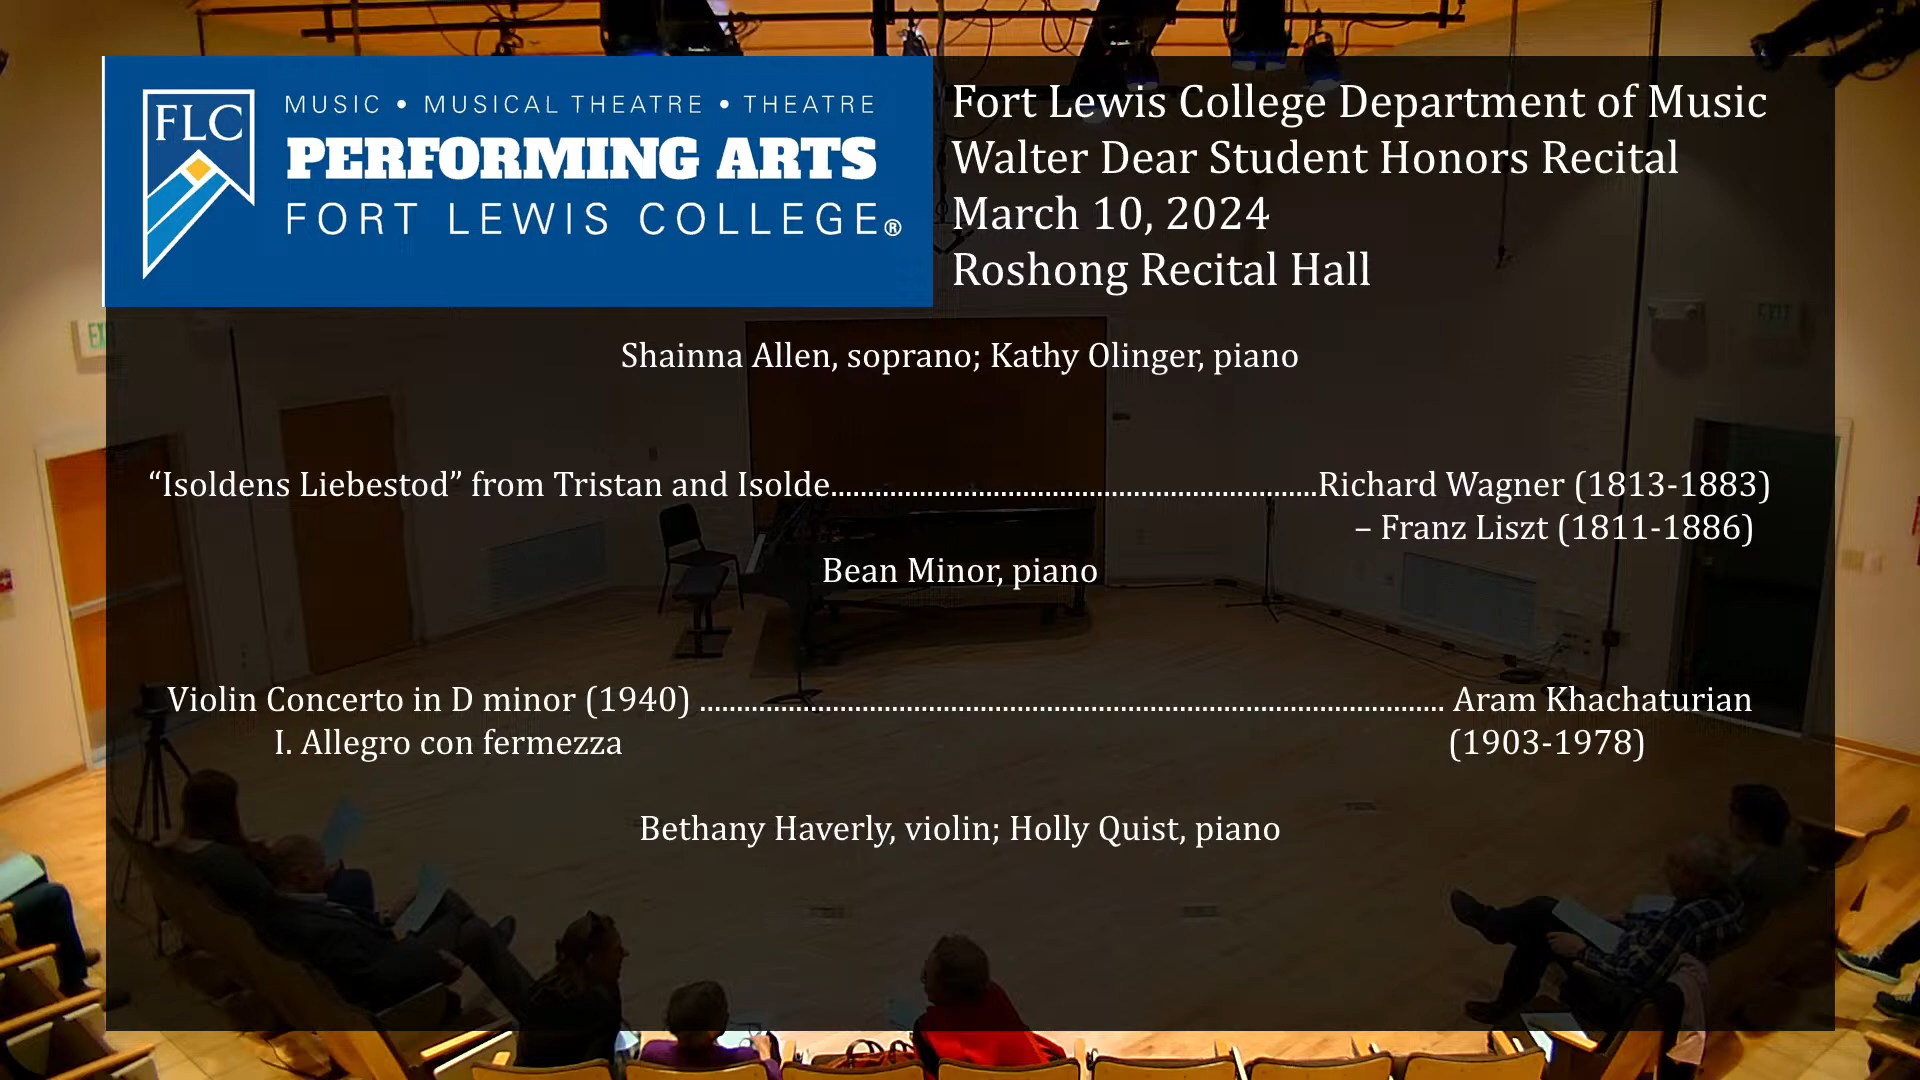 FLC
MUSIC • MUSICAL THEATRE • THEATRE
PERFORMING ARTS
FORT LEWIS COLLEGE®
Fort Lewis College Department of Music
Walter Dear Student Honors Recital
March 10, 2024
Roshong Recital Hall
Shainna Allen, soprano; Kathy Olinger, piano
“Isoldens Liebestod” from Tristan and Isolde..................................................................Richard Wagner (1813-1883)
– Franz Liszt (1811-1886)
Bean Minor, piano
Violin Concerto in D minor (1940) ..................................................................................................... Aram Khachaturian
I. Allegro con fermezza (1903-1978)
Bethany Haverly, violin; Holly Quist, piano
EXIT